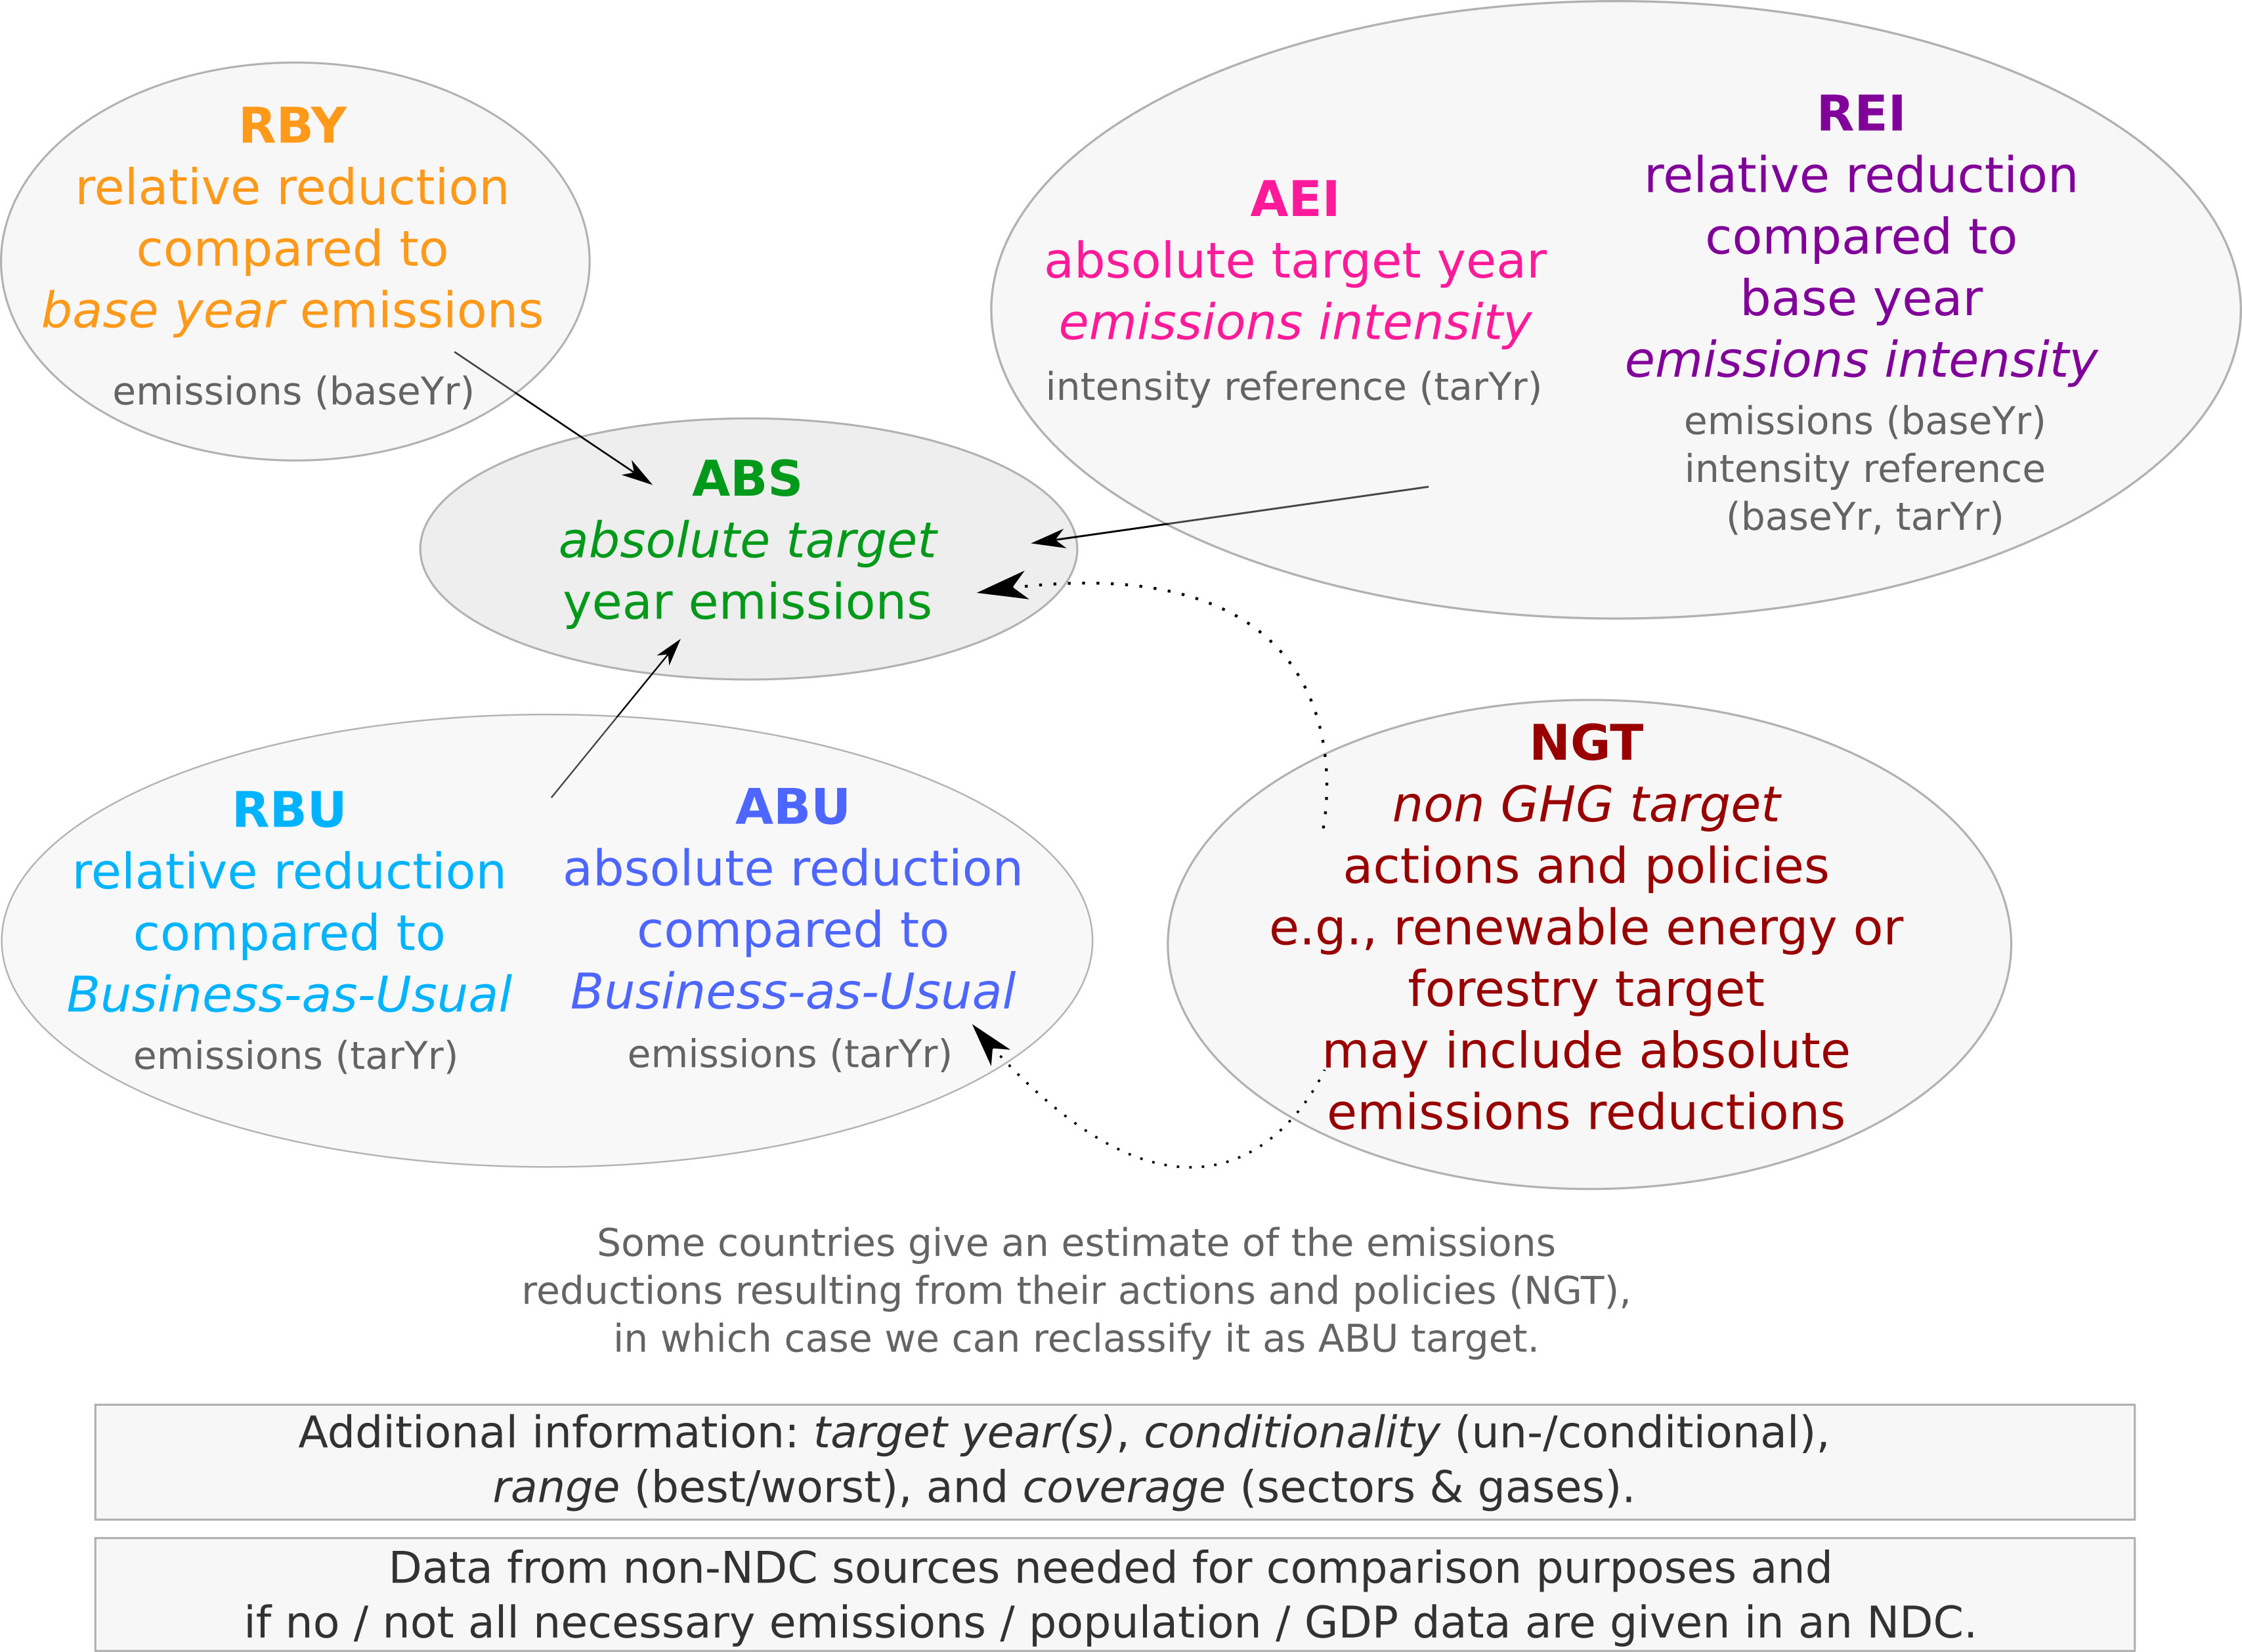 RBY
relative reduction
compared to
base year emissions
emissions (baseYr)
AEI
absolute target year
emissions intensity
intensity reference (tarYr)
REI
relative reduction
compared to
base year
emissions intensity
emissions (baseYr)
intensity reference
(baseYr, tarYr)
ABS
absolute target
year emissions
RBU
relative reduction
compared to
Business-as-Usual
emissions (tarYr)
ABU
absolute reduction
compared to
Business-as-Usual
emissions (tarYr)
NGT
non GHG target
actions and policies
e.g., renewable energy or
forestry target
may include absolute
emissions reductions
Some countries give an estimate of the emissions
reductions resulting from their actions and policies (NGT),
in which case we can reclassify it as ABU target.
Additional information: target year(s), conditionality (un-/conditional),
range (best/worst), and coverage (sectors & gases).
Data from non-NDC sources needed for comparison purposes and
if no / not all necessary emissions / population / GDP data are given in an NDC.